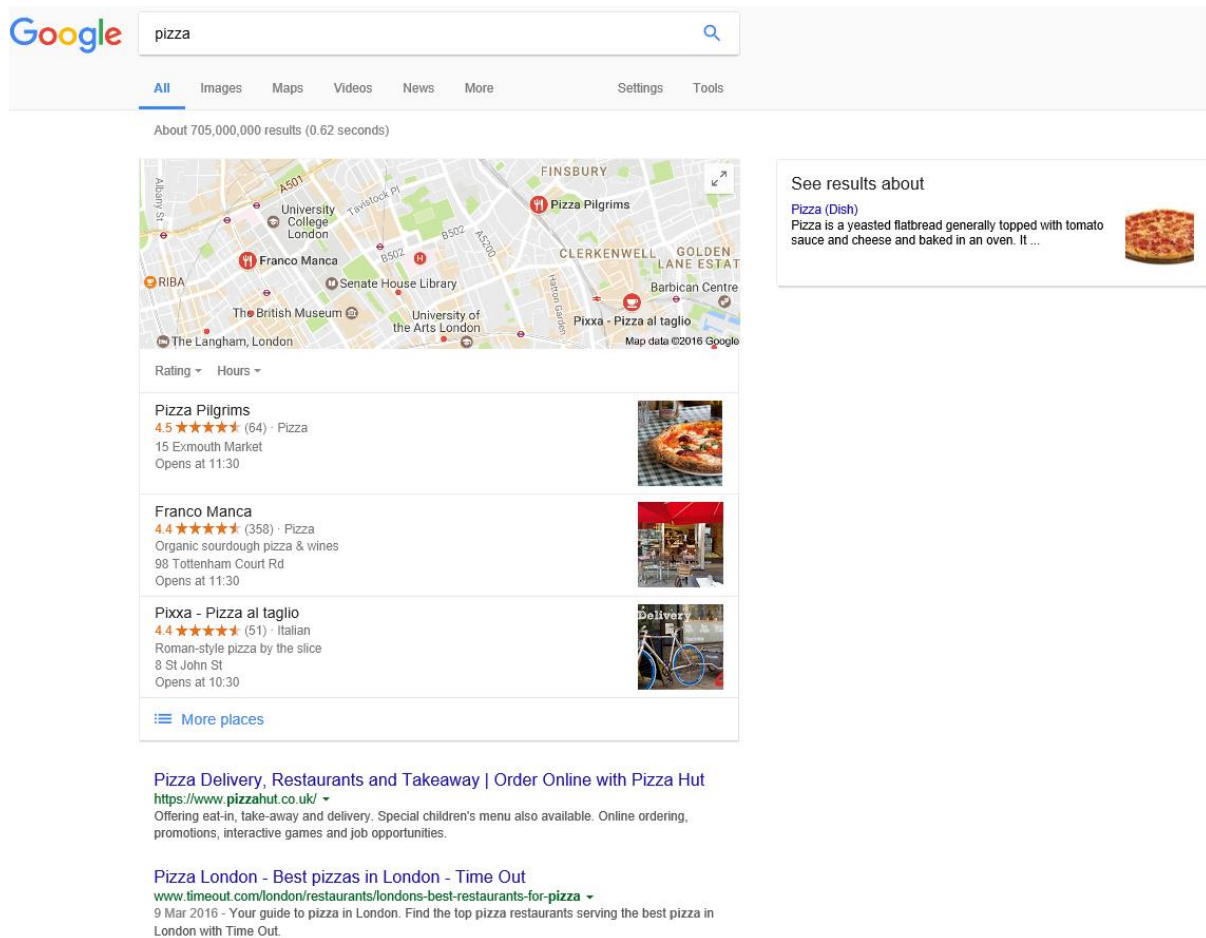 Google
pizza
All Images Maps Videos News More Settings Tools
About 705,000,000 results (0.62 seconds)
Albany St
A501
Tavistock Pl
FINSBURY
University
College
London
Pizza Pilgrims
B502
A5200
Franco Manca
B502
H
CLERKENWELL
GOLDEN
LANE ESTAT
RIBA
Senate House Library
Hatton Garden
Barbican Centre
The British Museum
University of
the Arts London
Pixxa - Pizza al taglio
The Langham, London
Map data ©2016 Google
Rating Hours
Pizza Pilgrims
4.5 ★★★★★ (64) · Pizza
15 Exmouth Market
Opens at 11:30
Franco Manca
4.4 ★★★★★ (358) · Pizza
Organic sourdough pizza & wines
98 Tottenham Court Rd
Opens at 11:30
Pixxa - Pizza al taglio
4.4 ★★★★★ (51) · Italian
Roman-style pizza by the slice
8 St John St
Opens at 10:30
Delivery
More places
Pizza Delivery, Restaurants and Takeaway | Order Online with Pizza Hut
https://www.pizzahut.co.uk/
Offering eat-in, take-away and delivery. Special children's menu also available. Online ordering,
promotions, interactive games and job opportunities.
Pizza London - Best pizzas in London - Time Out
www.timeout.com/london/restaurants/londons-best-restaurants-for-pizza
9 Mar 2016 - Your guide to pizza in London. Find the top pizza restaurants serving the best pizza in
London with Time Out.
See results about
Pizza (Dish)
Pizza is a yeasted flatbread generally topped with tomato
sauce and cheese and baked in an oven. It ...